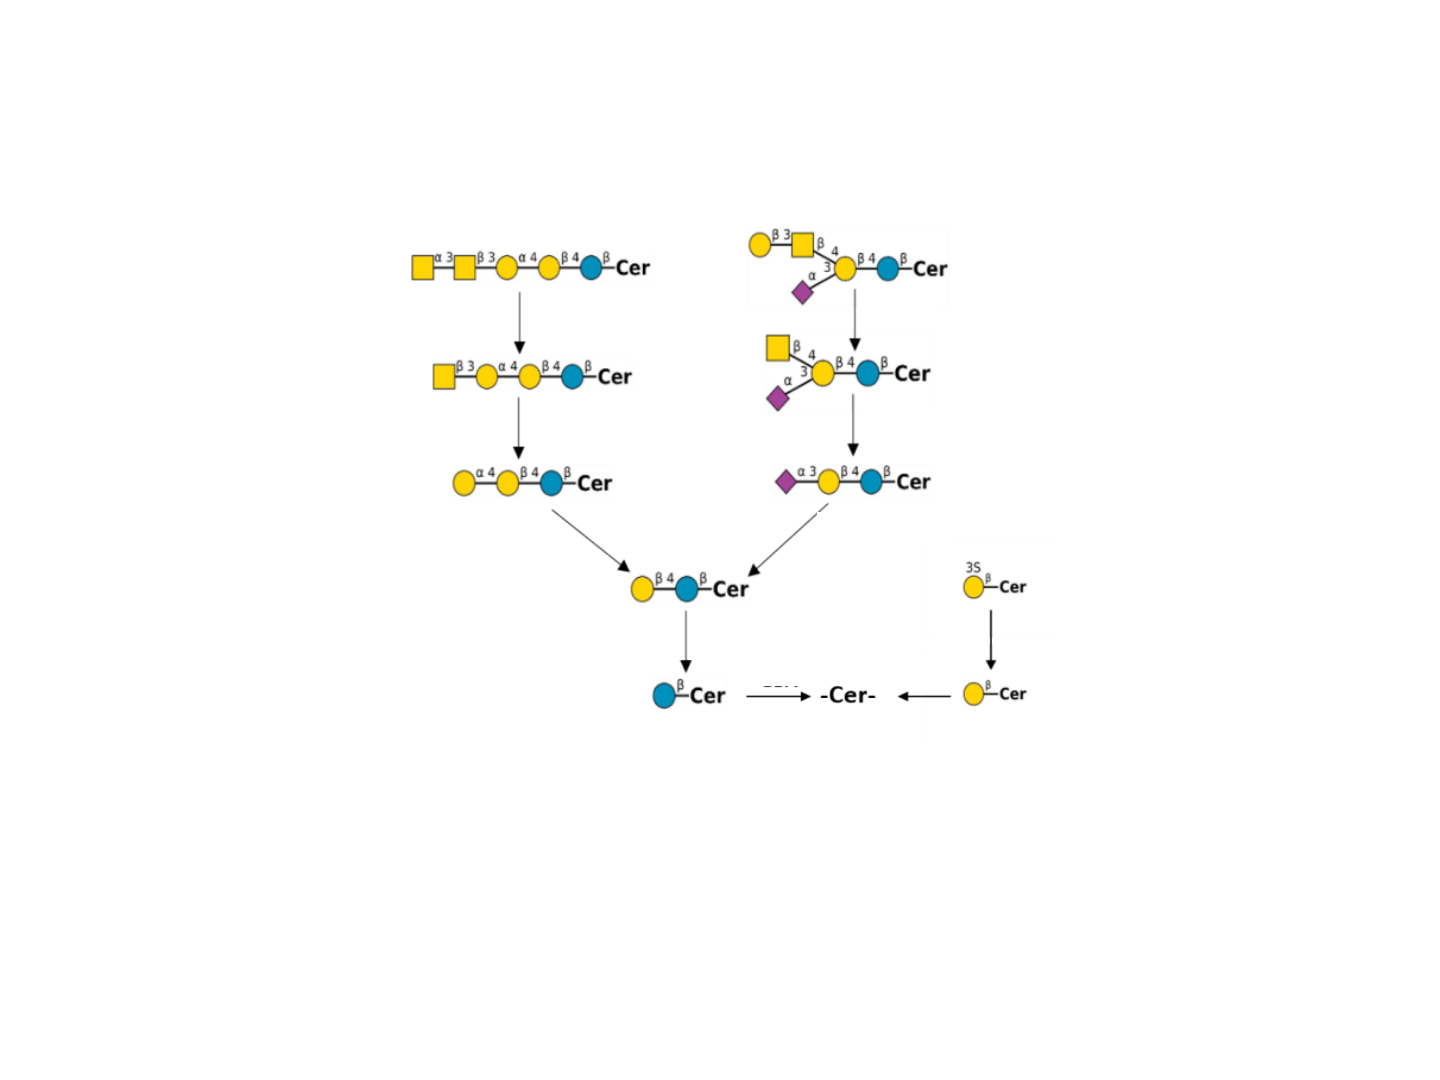 α 3 β 3 α 4 β 4 β Cer
β 3 β 4 α 3 β 4 β Cer
β 3 α 4 β 4 β Cer
β 4 α 3 β 4 β Cer
α 4 β 4 β Cer
α 3 β 4 β Cer
β 4 β Cer
3S
β Cer
β Cer
-Cer-
β Cer